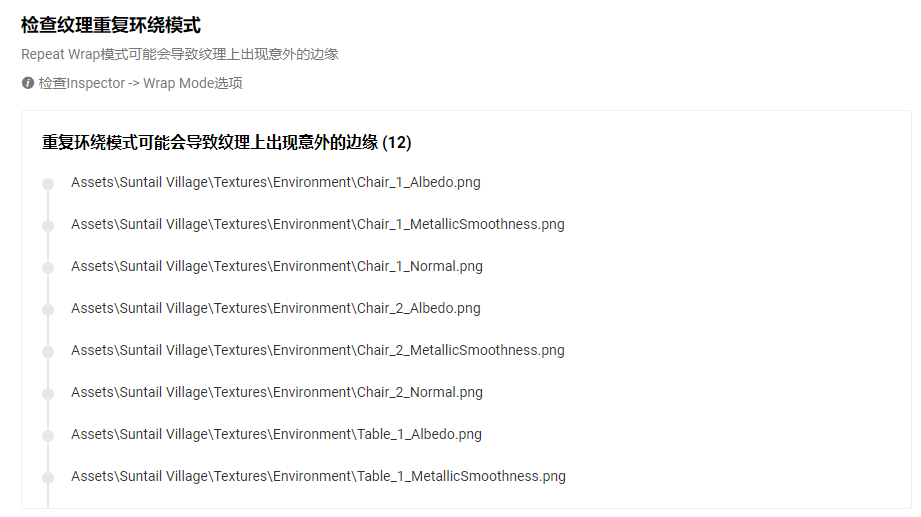 检查纹理重复环绕模式
Repeat Wrap模式可能会导致纹理上出现意外的边缘
检查Inspector -> Wrap Mode选项
重复环绕模式可能会导致纹理上出现意外的边缘 (12)
Assets\Suntail Village\Textures\Environment\Chair_1_Albedo.png
Assets\Suntail Village\Textures\Environment\Chair_1_MetallicSmoothness.png
Assets\Suntail Village\Textures\Environment\Chair_1_Normal.png
Assets\Suntail Village\Textures\Environment\Chair_2_Albedo.png
Assets\Suntail Village\Textures\Environment\Chair_2_MetallicSmoothness.png
Assets\Suntail Village\Textures\Environment\Chair_2_Normal.png
Assets\Suntail Village\Textures\Environment\Table_1_Albedo.png
Assets\Suntail Village\Textures\Environment\Table_1_MetallicSmoothness.png